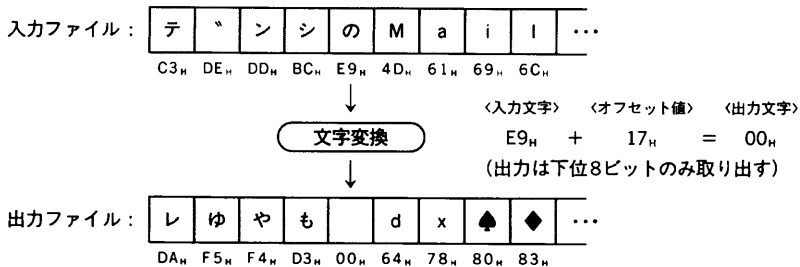 入力ファイル： テ ゛ ン シ の M a i l …
C3H DEH DDH BCH E9H 4DH 61H 69H 6CH
〈入力文字〉 〈オフセット値〉 〈出力文字〉
文字変換
E9H + 17H = 00H
(出力は下位8ビットのみ取り出す)
出力ファイル： レ ゆ や も d x ♠ ♦ …
DAH F5H F4H D3H 00H 64H 78H 80H 83H